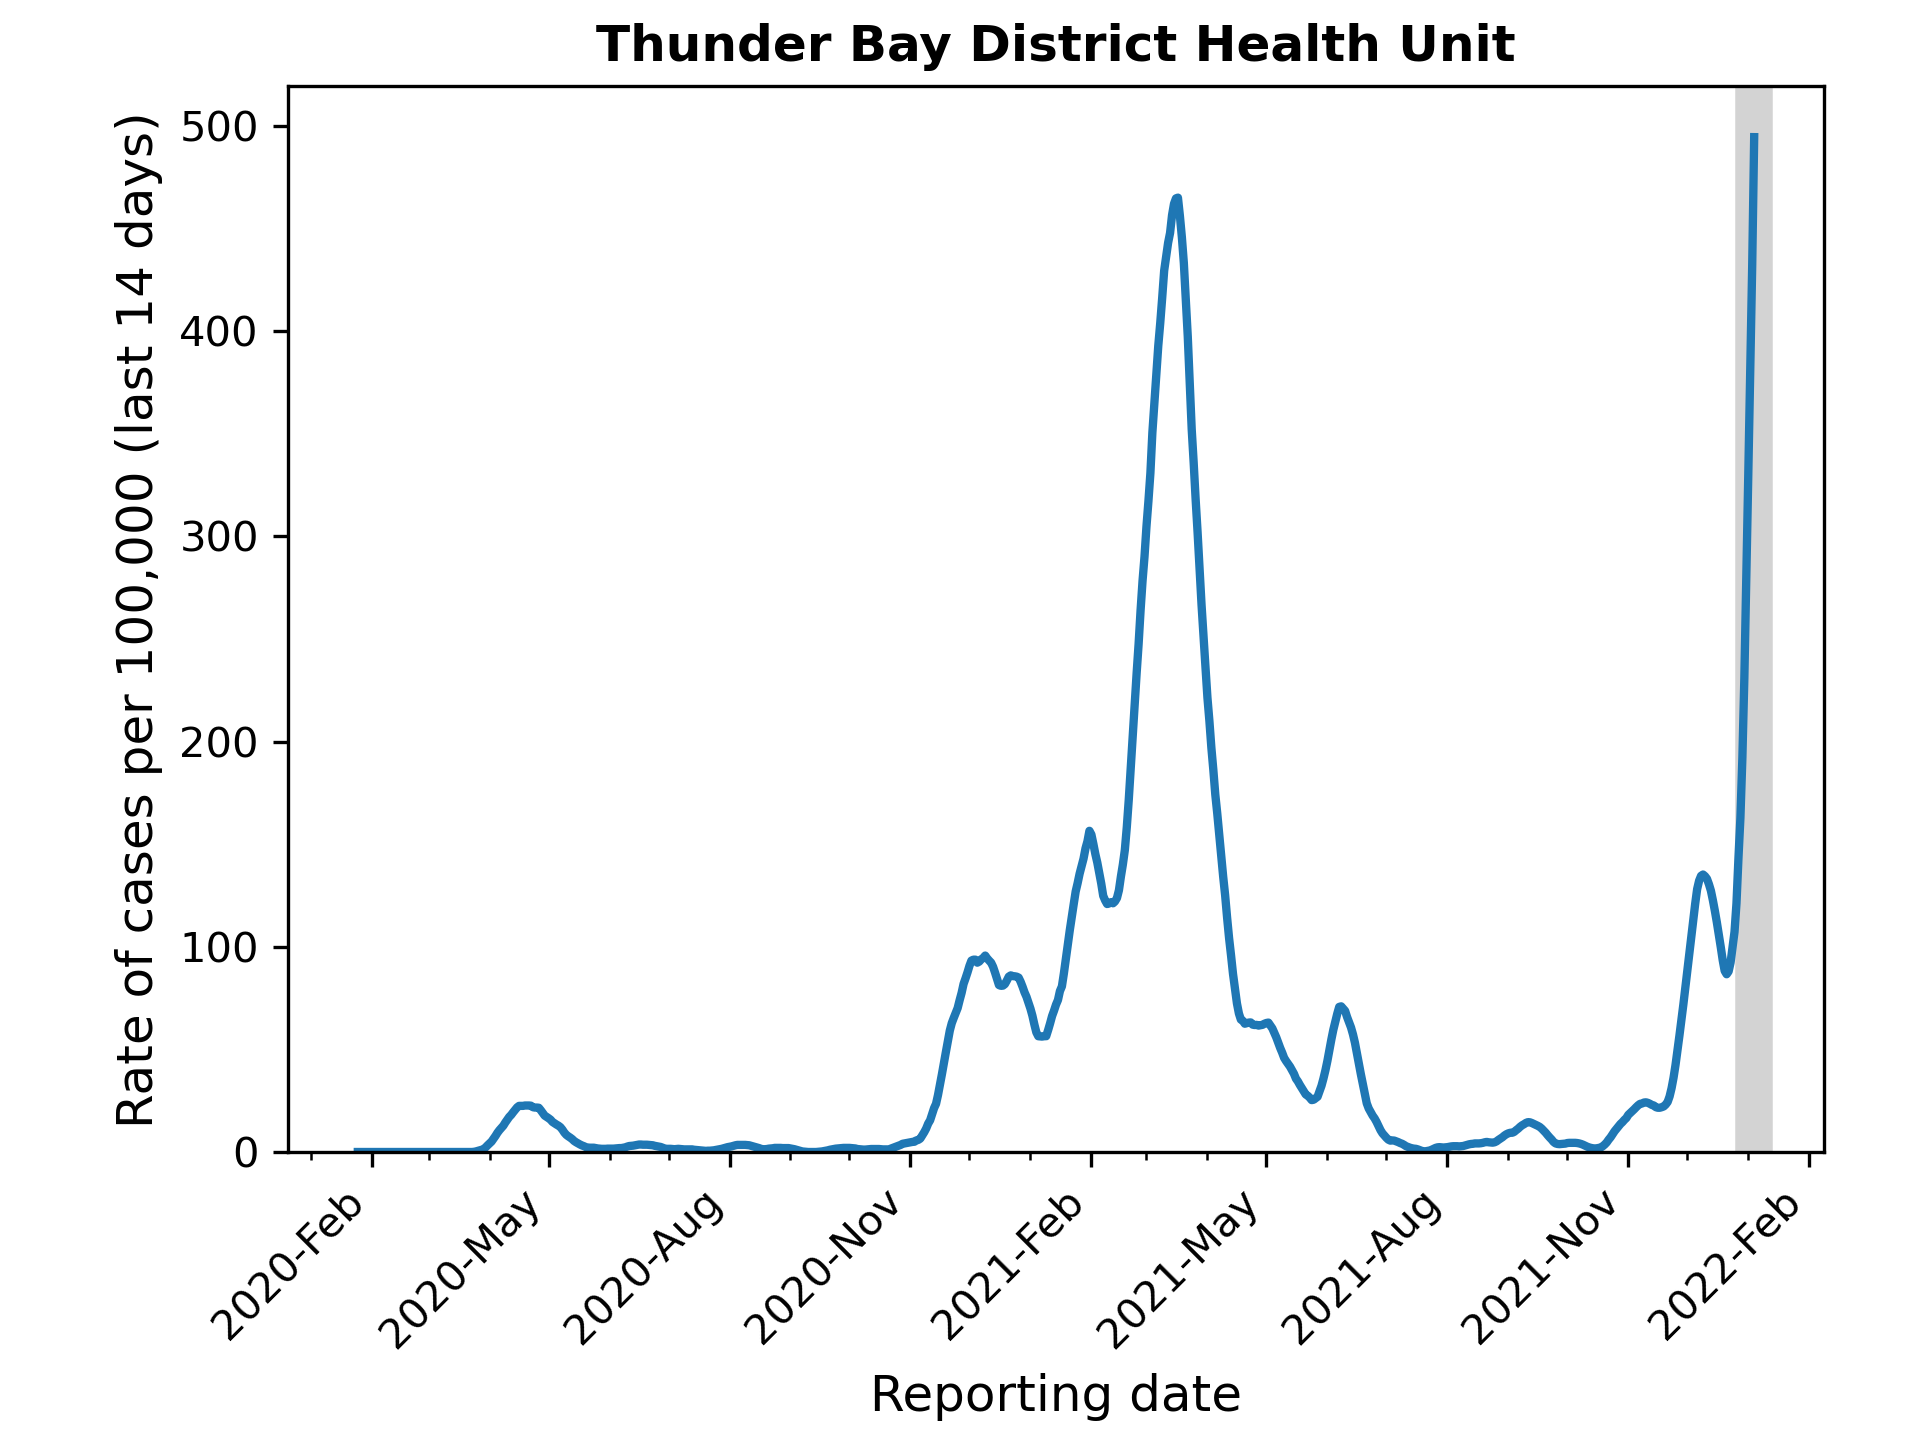 Thunder Bay District Health Unit
Rate of cases per 100,000 (last 14 days)
500
400
300
200
100
0
2020-Feb
2020-May
2020-Aug
2020-Nov
2021-Feb
2021-May
2021-Aug
2021-Nov
2022-Feb
Reporting date